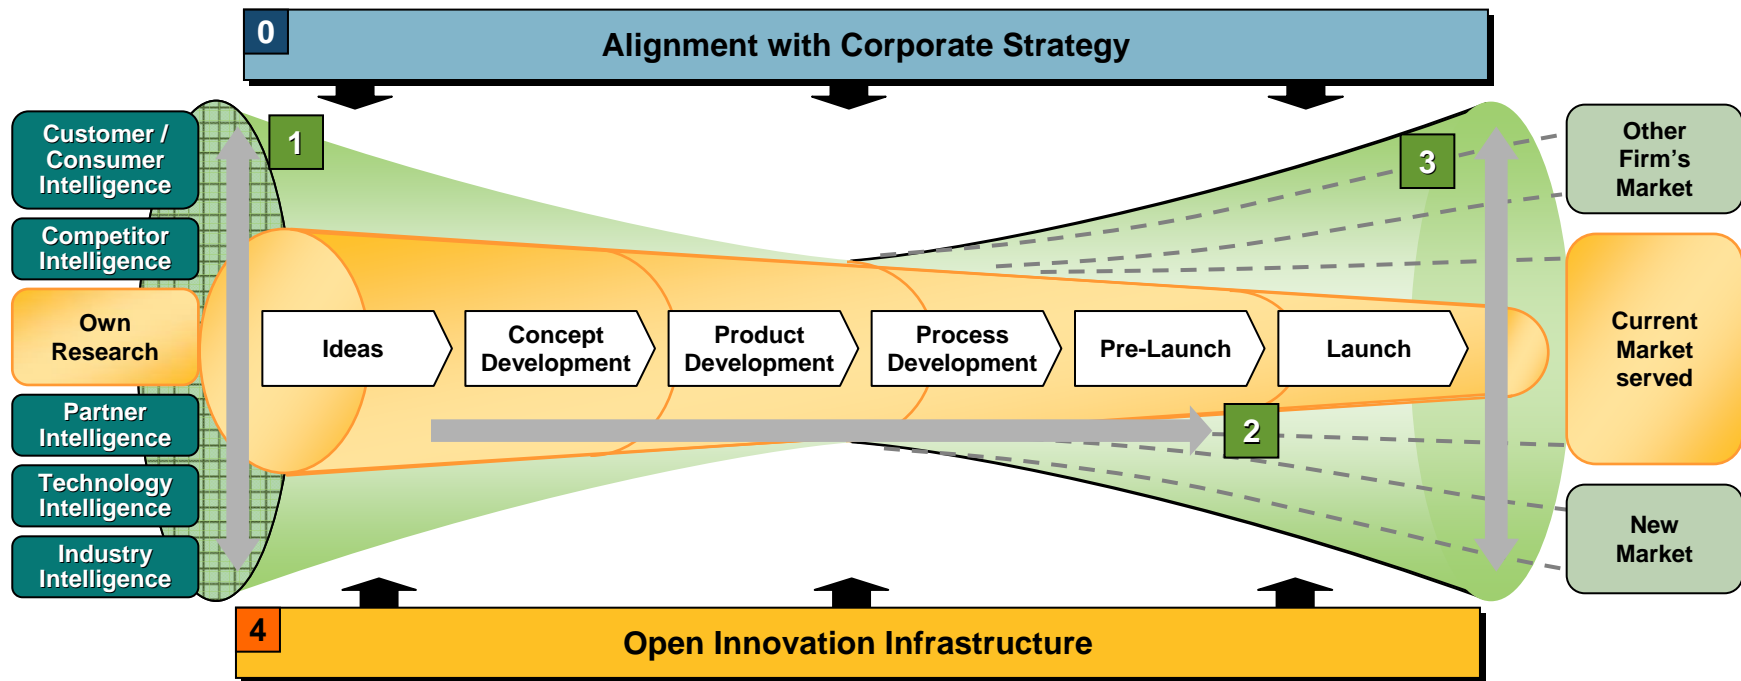 0
Alignment with Corporate Strategy
1
3
Customer /
Consumer
Intelligence
Competitor
Intelligence
Own
Research
Partner
Intelligence
Technology
Intelligence
Industry
Intelligence
Ideas
Concept
Development
Product
Development
Process
Development
Pre-Launch
Launch
2
Other
Firm's
Market
Current
Market
served
New
Market
4
Open Innovation Infrastructure